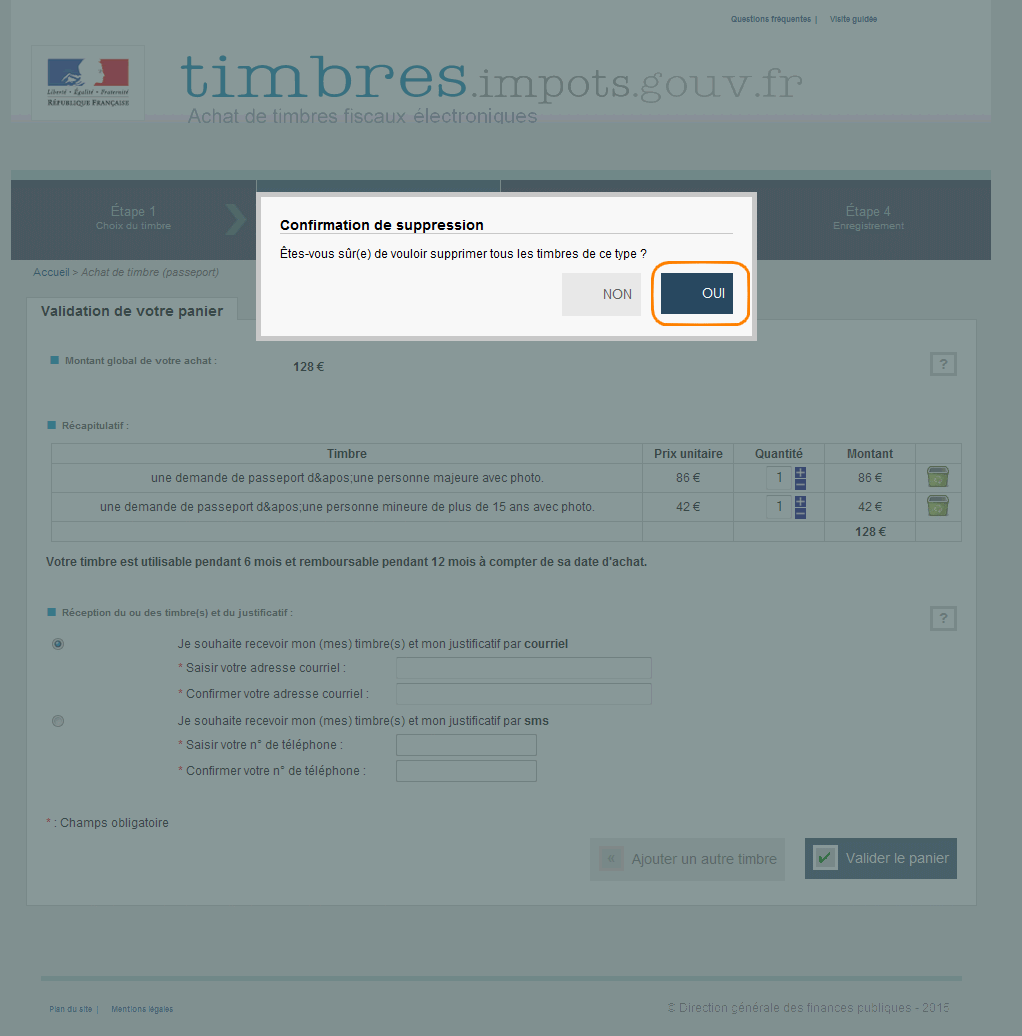 Questions fréquentes | Visite guidée
Liberté • Égalité • Fraternité
RÉPUBLIQUE FRANÇAISE
timbres.impots.gouv.fr
Achat de timbres fiscaux électroniques
Étape 1
Choix du timbre
Étape 4
Enregistrement
Confirmation de suppression
Êtes-vous sûr(e) de vouloir supprimer tous les timbres de ce type ?
NON
OUI
Accueil > Achat de timbre (passeport)
Validation de votre panier
Montant global de votre achat :
128 €
?
Récapitulatif :
Timbre Prix unitaire Quantité Montant
une demande de passeport d&apos;une personne majeure avec photo. 86 € 1 + − 86 €
une demande de passeport d&apos;une personne mineure de plus de 15 ans avec photo. 42 € 1 + − 42 €
128 €
Votre timbre est utilisable pendant 6 mois et remboursable pendant 12 mois à compter de sa date d'achat.
Réception du ou des timbre(s) et du justificatif :
?
Je souhaite recevoir mon (mes) timbre(s) et mon justificatif par courriel
* Saisir votre adresse courriel :
* Confirmer votre adresse courriel :
Je souhaite recevoir mon (mes) timbre(s) et mon justificatif par sms
* Saisir votre n° de téléphone :
* Confirmer votre n° de téléphone :
* : Champs obligatoire
« Ajouter un autre timbre
Valider le panier
Plan du site | Mentions légales
© Direction générale des finances publiques - 2015